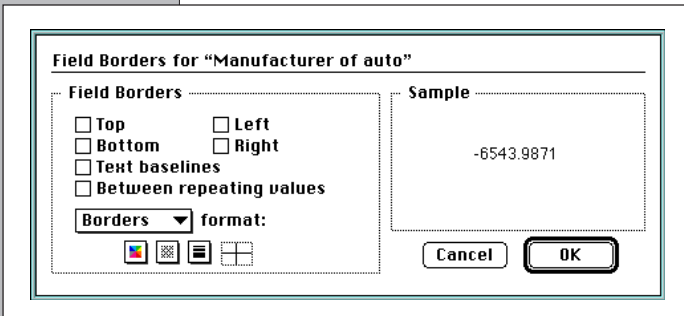 Field Borders for “Manufacturer of auto”
Field Borders
Top Left
Bottom Right
Text baselines
Between repeating values
Borders format:
Sample
-6543.9871
Cancel OK